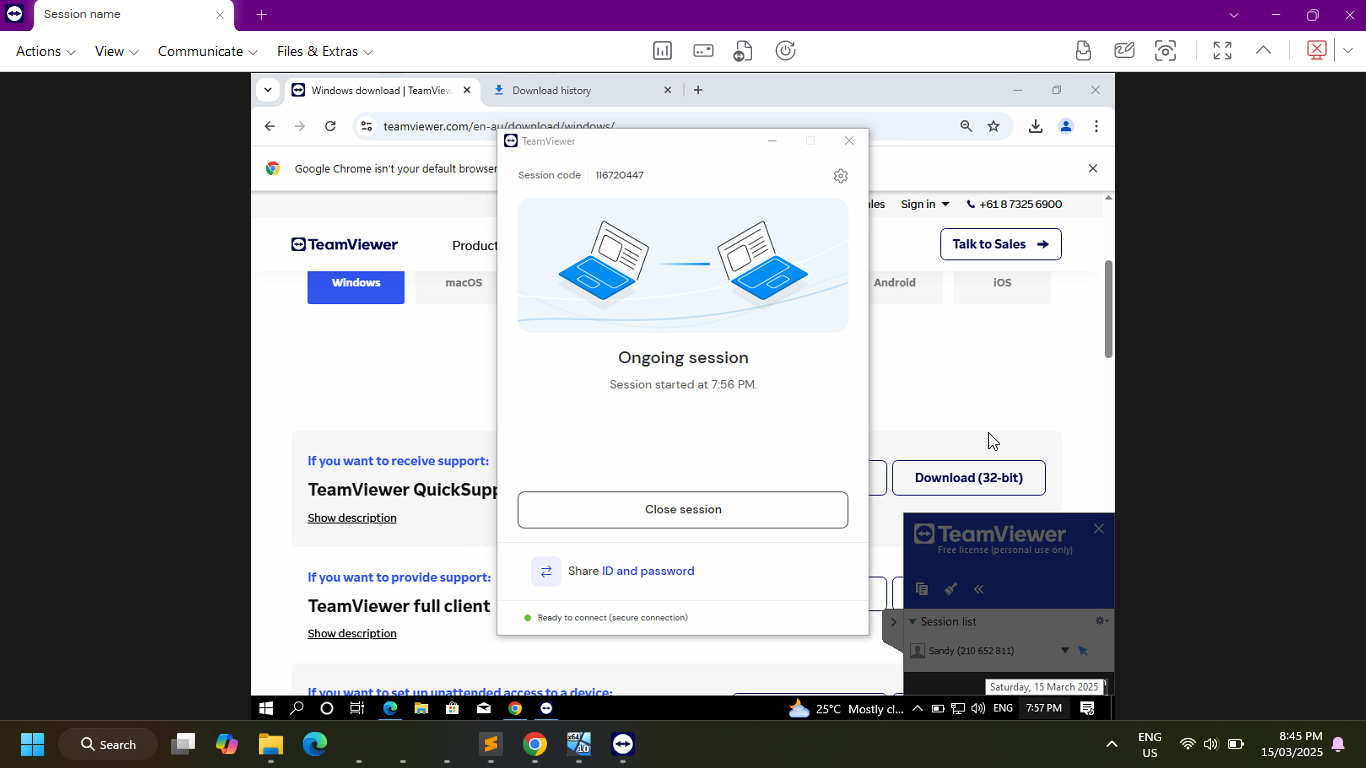 Session name
Actions View Communicate Files & Extras
Windows download | TeamView Download history
teamviewer.com/en-au/download/windows/
Google Chrome isn't your default browser
Sign in +61 8 7325 6900
TeamViewer Product Talk to Sales
Windows macOS Android iOS
TeamViewer
Session code 116720447
Ongoing session
Session started at 7:56 PM.
Close session
Share ID and password
Ready to connect (secure connection)
If you want to receive support:
TeamViewer QuickSupp Download (32-bit)
Show description
If you want to provide support:
TeamViewer full client
Show description
If you want to set up unattended access to a device:
TeamViewer
Free license (personal use only)
Session list
Sandy (210 652 811)
Saturday, 15 March 2025
25°C Mostly cl... ENG 7:57 PM
Search
x64
10
ENG
US
8:45 PM
15/03/2025